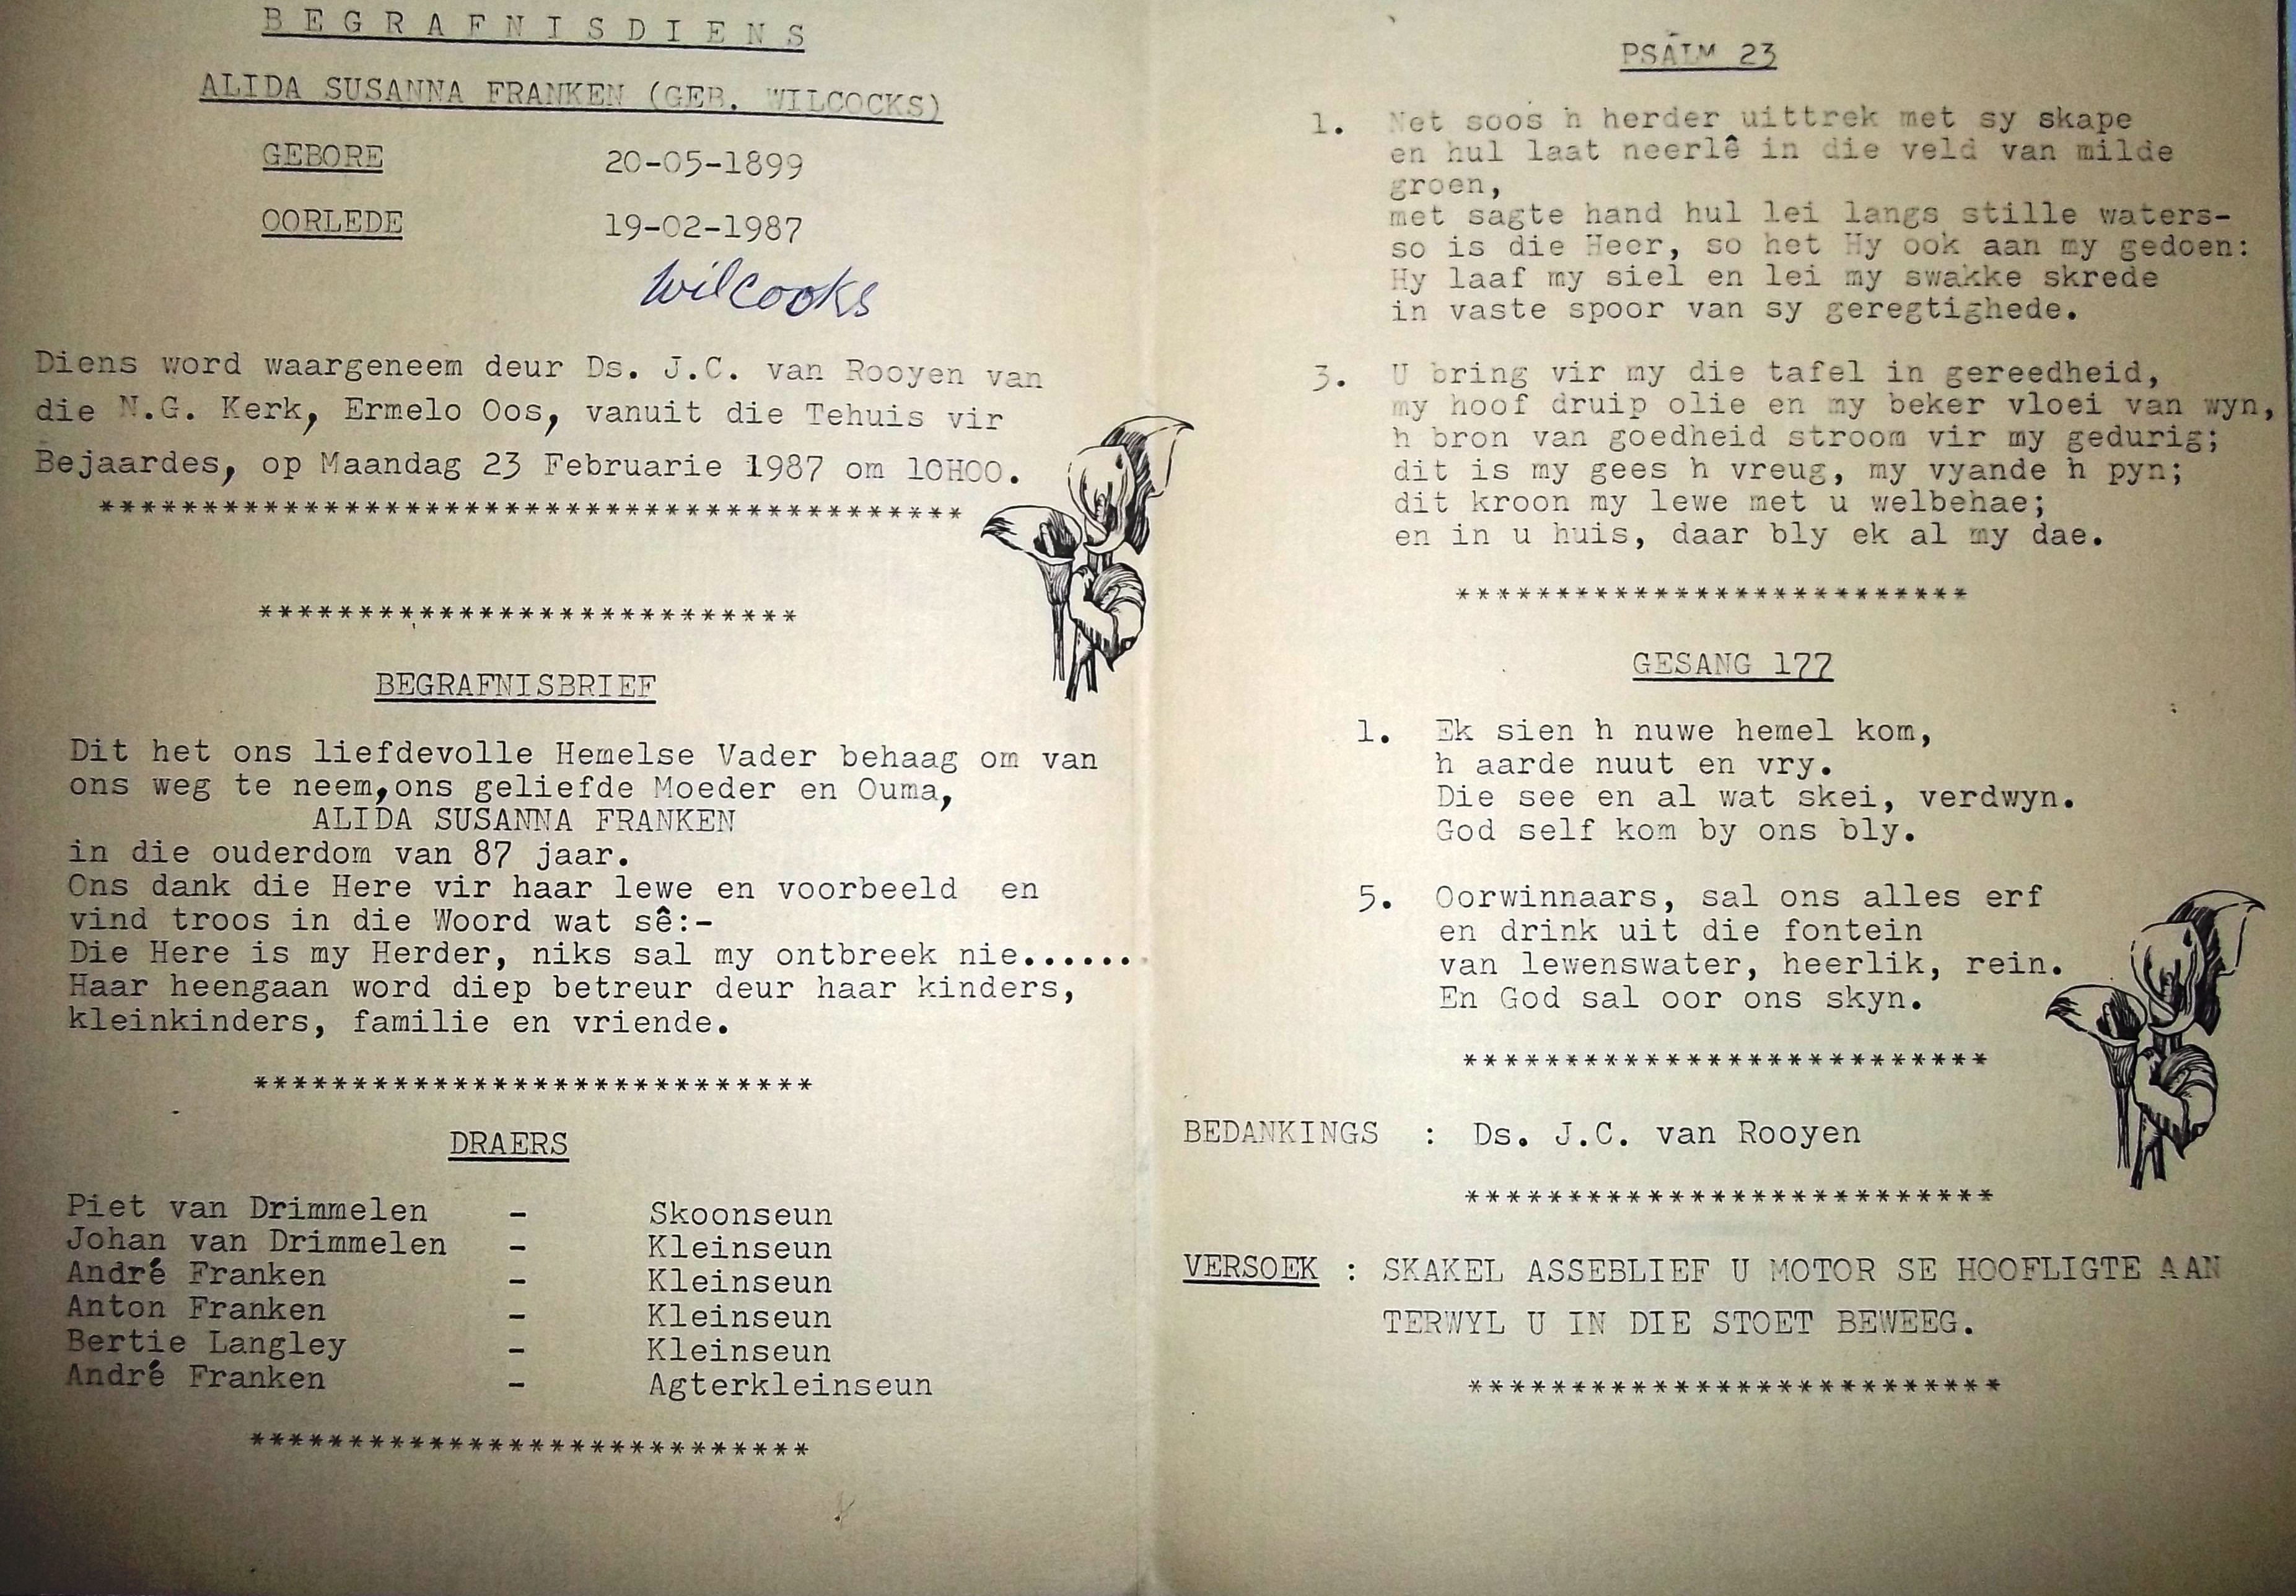 B E G R A F N I S D I E N S
ALIDA SUSANNA FRANKEN (GEB. WILCOCKS)
GEBORE 20-05-1899
OORLEDE 19-02-1987
Wilcooks
Diens word waargeneem deur Ds. J.C. van Rooyen van
die N.G. Kerk, Ermelo Oos, vanuit die Tehuis vir
Bejaardes, op Maandag 23 Februarie 1987 om 10H00.
*******************************************
***************************
BEGRAFNISBRIEF
Dit het ons liefdevolle Hemelse Vader behaag om van
ons weg te neem,ons geliefde Moeder en Ouma,
ALIDA SUSANNA FRANKEN
in die ouderdom van 87 jaar.
Ons dank die Here vir haar lewe en voorbeeld en
vind troos in die Woord wat sê:-
Die Here is my Herder, niks sal my ontbreek nie......
Haar heengaan word diep betreur deur haar kinders,
kleinkinders, familie en vriende.
****************************
DRAERS
Piet van Drimmelen - Skoonseun
Johan van Drimmelen - Kleinseun
André Franken - Kleinseun
Anton Franken - Kleinseun
Bertie Langley - Kleinseun
André Franken - Agterkleinseun
****************************
PSALM 23
1. Net soos ŉ herder uittrek met sy skape
en hul laat neerlê in die veld van milde
groen,
met sagte hand hul lei langs stille waters-
so is die Heer, so het Hy ook aan my gedoen:
Hy laaf my siel en lei my swakke skrede
in vaste spoor van sy geregtighede.
3. U bring vir my die tafel in gereedheid,
my hoof druip olie en my beker vloei van wyn,
ŉ bron van goedheid stroom vir my gedurig;
dit is my gees ŉ vreug, my vyande ŉ pyn;
dit kroon my lewe met u welbehae;
en in u huis, daar bly ek al my dae.
**************************
GESANG 177
1. Ek sien ŉ nuwe hemel kom,
ŉ aarde nuut en vry.
Die see en al wat skei, verdwyn.
God self kom by ons bly.
5. Oorwinnaars, sal ons alles erf
en drink uit die fontein
van lewenswater, heerlik, rein.
En God sal oor ons skyn.
**************************
BEDANKINGS : Ds. J.C. van Rooyen
**************************
VERSOEK : SKAKEL ASSEBLIEF U MOTOR SE HOOFLIGTE AAN
TERWYL U IN DIE STOET BEWEEG.
**************************